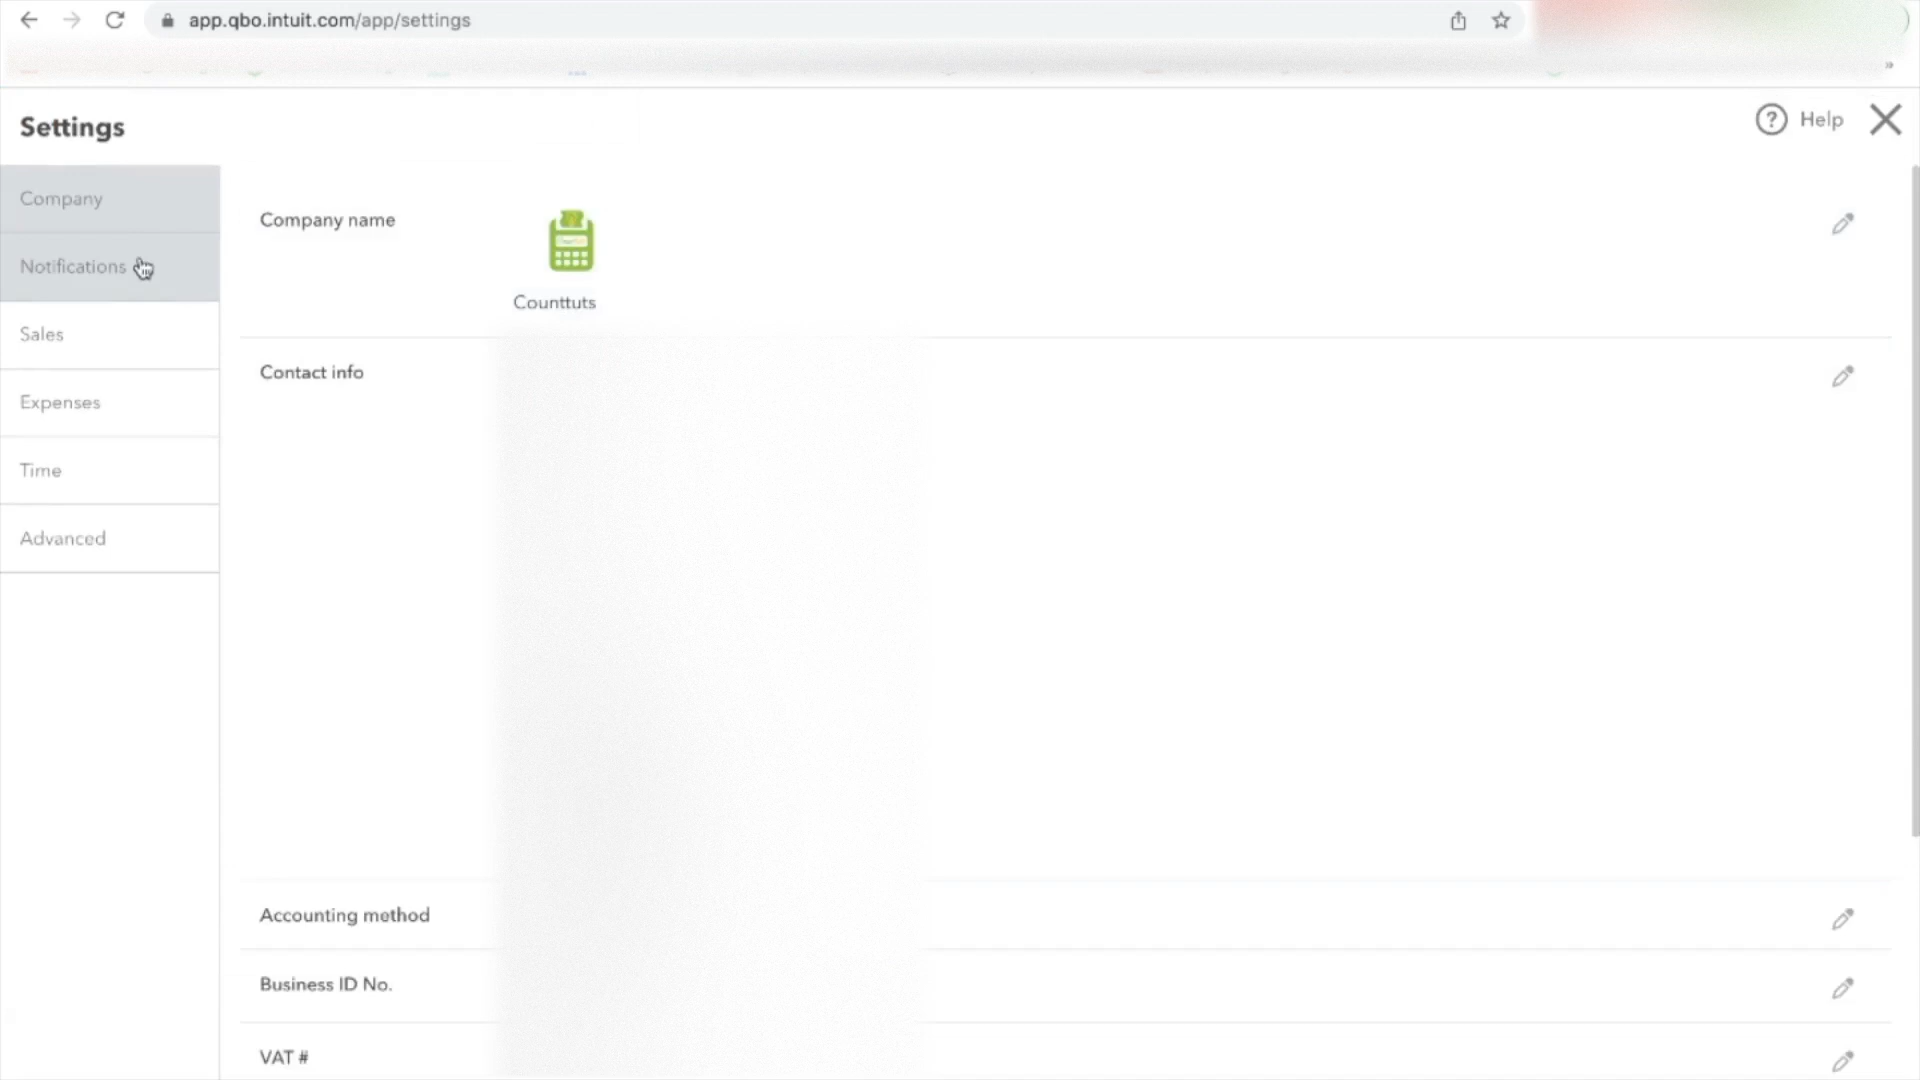 app.qbo.intuit.com/app/settings
»
Settings
? Help
Company
Notifications
Sales
Expenses
Time
Advanced
Company name
Counttuts
Contact info
Accounting method
Business ID No.
VAT #